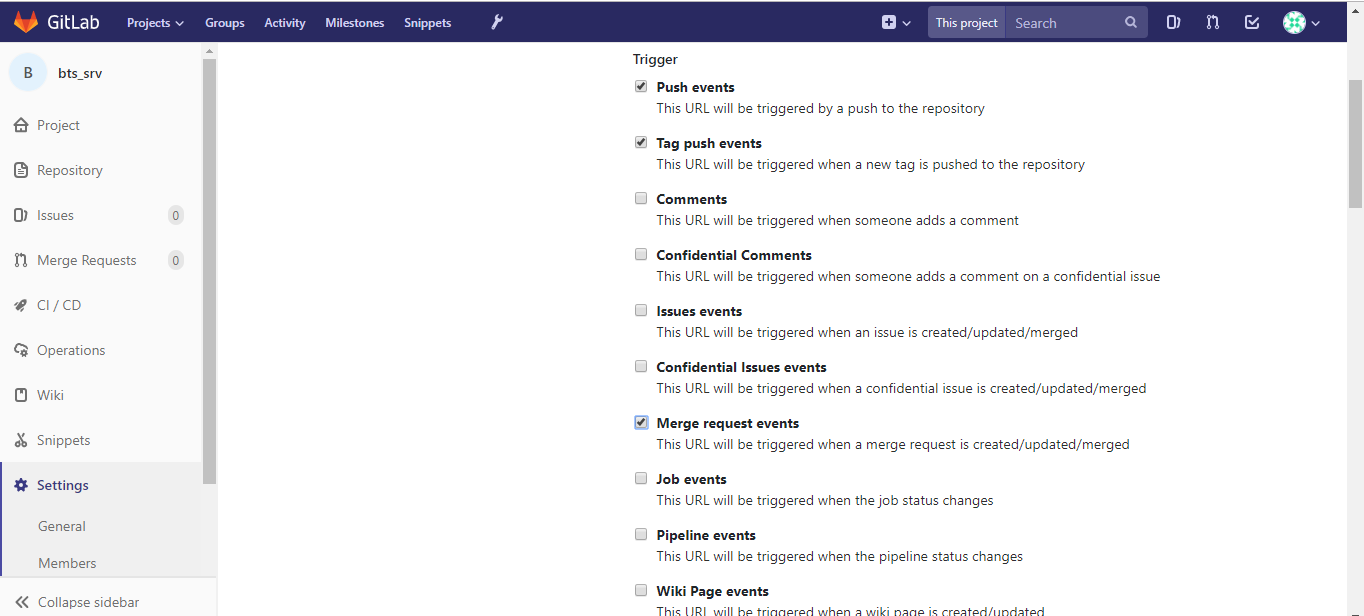 GitLab Projects Groups Activity Milestones Snippets This project Search
B bts_srv
Project
Repository
Issues 0
Merge Requests 0
CI / CD
Operations
Wiki
Snippets
Settings
General
Members
Collapse sidebar
Trigger
Push events
This URL will be triggered by a push to the repository
Tag push events
This URL will be triggered when a new tag is pushed to the repository
Comments
This URL will be triggered when someone adds a comment
Confidential Comments
This URL will be triggered when someone adds a comment on a confidential issue
Issues events
This URL will be triggered when an issue is created/updated/merged
Confidential Issues events
This URL will be triggered when a confidential issue is created/updated/merged
Merge request events
This URL will be triggered when a merge request is created/updated/merged
Job events
This URL will be triggered when the job status changes
Pipeline events
This URL will be triggered when the pipeline status changes
Wiki Page events
This URL will be triggered when a wiki page is created/updated